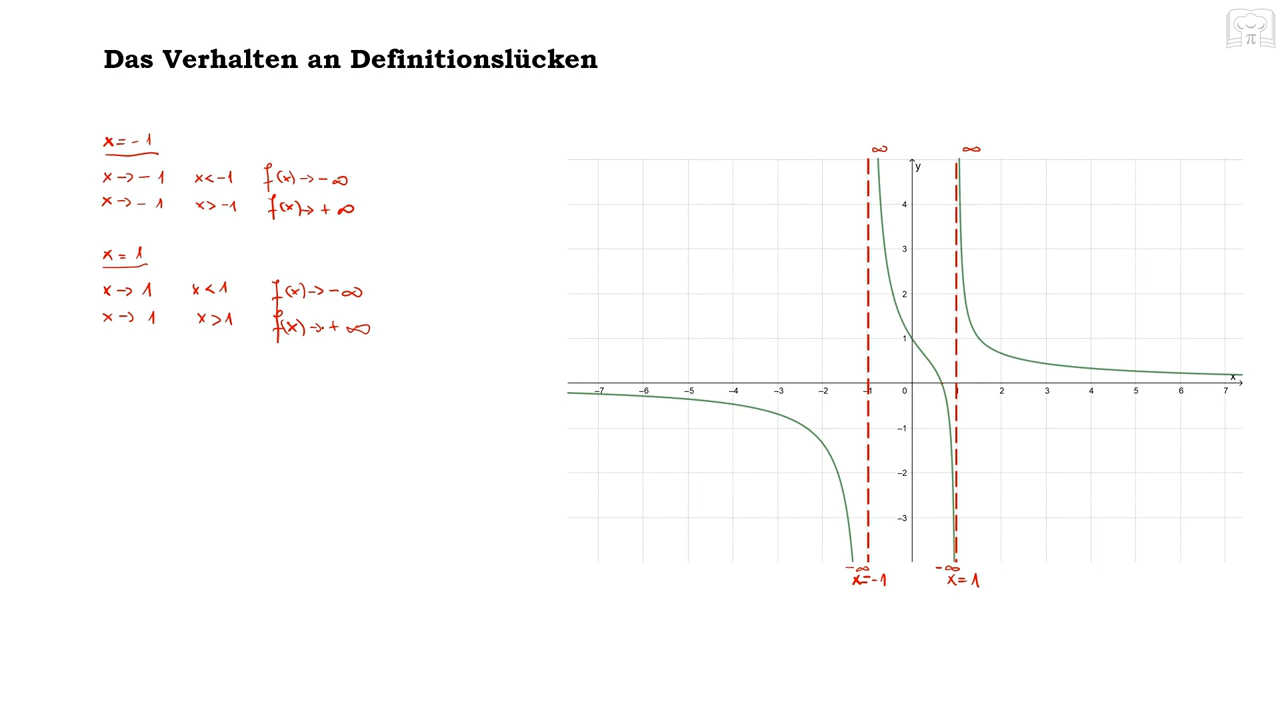 Das Verhalten an Definitionslücken
π
x = - 1
x → - 1 x < -1 f(x) → - ∞
x → - 1 x > -1 f(x) → + ∞
x = 1
x → 1 x < 1 f(x) → - ∞
x → 1 x > 1 f(x) → + ∞
∞ ∞
y
4
3
2
1
x
–7 –6 –5 –4 –3 –2 –1 0 1 2 3 4 5 6 7
–1
–2
–3
-∞ -∞
x=-1 x=1